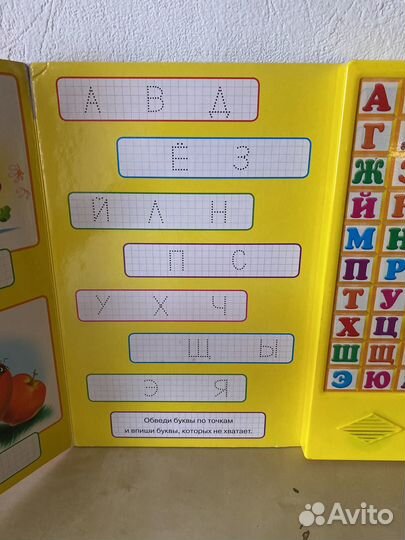 А В Д
Ё З
Й Л Н
П С
У Х Ч
Щ Ы
Э Я
Обведи буквы по точкам
и впиши буквы, которых не хватает.
А
Г
Ж
Й
М
П Р
Т У
Х Ц
Ш Щ
Э Ю
Avito